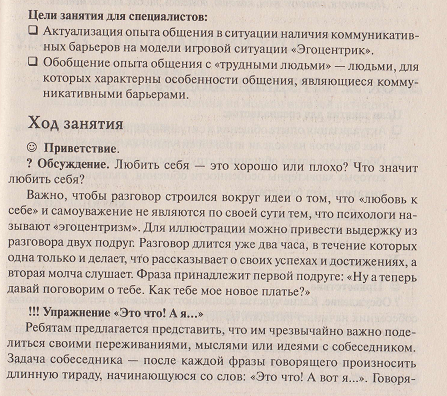 Цели занятия для специалистов:
❑ Актуализация опыта общения в ситуации наличия коммуникатив-
ных барьеров на модели игровой ситуации «Эгоцентрик».
❑ Обобщение опыта общения с «трудными людьми» — людьми, для
которых характерны особенности общения, являющиеся комму-
никативными барьерами.
Ход занятия
☺ Приветствие.
? Обсуждение. Любить себя — это хорошо или плохо? Что значит
любить себя?
Важно, чтобы разговор строился вокруг идеи о том, что «любовь к
себе» и самоуважение не являются по своей сути тем, что психологи на-
зывают «эгоцентризм». Для иллюстрации можно привести выдержку из
разговора двух подруг. Разговор длится уже два часа, в течение которых
одна только и делает, что рассказывает о своих успехах и достижениях, а
вторая молча слушает. Фраза принадлежит первой подруге: «Ну а теперь
давай поговорим о тебе. Как тебе мое новое платье?»
!!! Упражнение «Это что! А я...»
Ребятам предлагается представить, что им чрезвычайно важно поде-
литься своими переживаниями, мыслями или идеями с собеседником.
Задача собеседника — после каждой фразы говорящего произносить
длинную тираду, начинающуюся со слов: «Это что! А вот я...». Говоря-